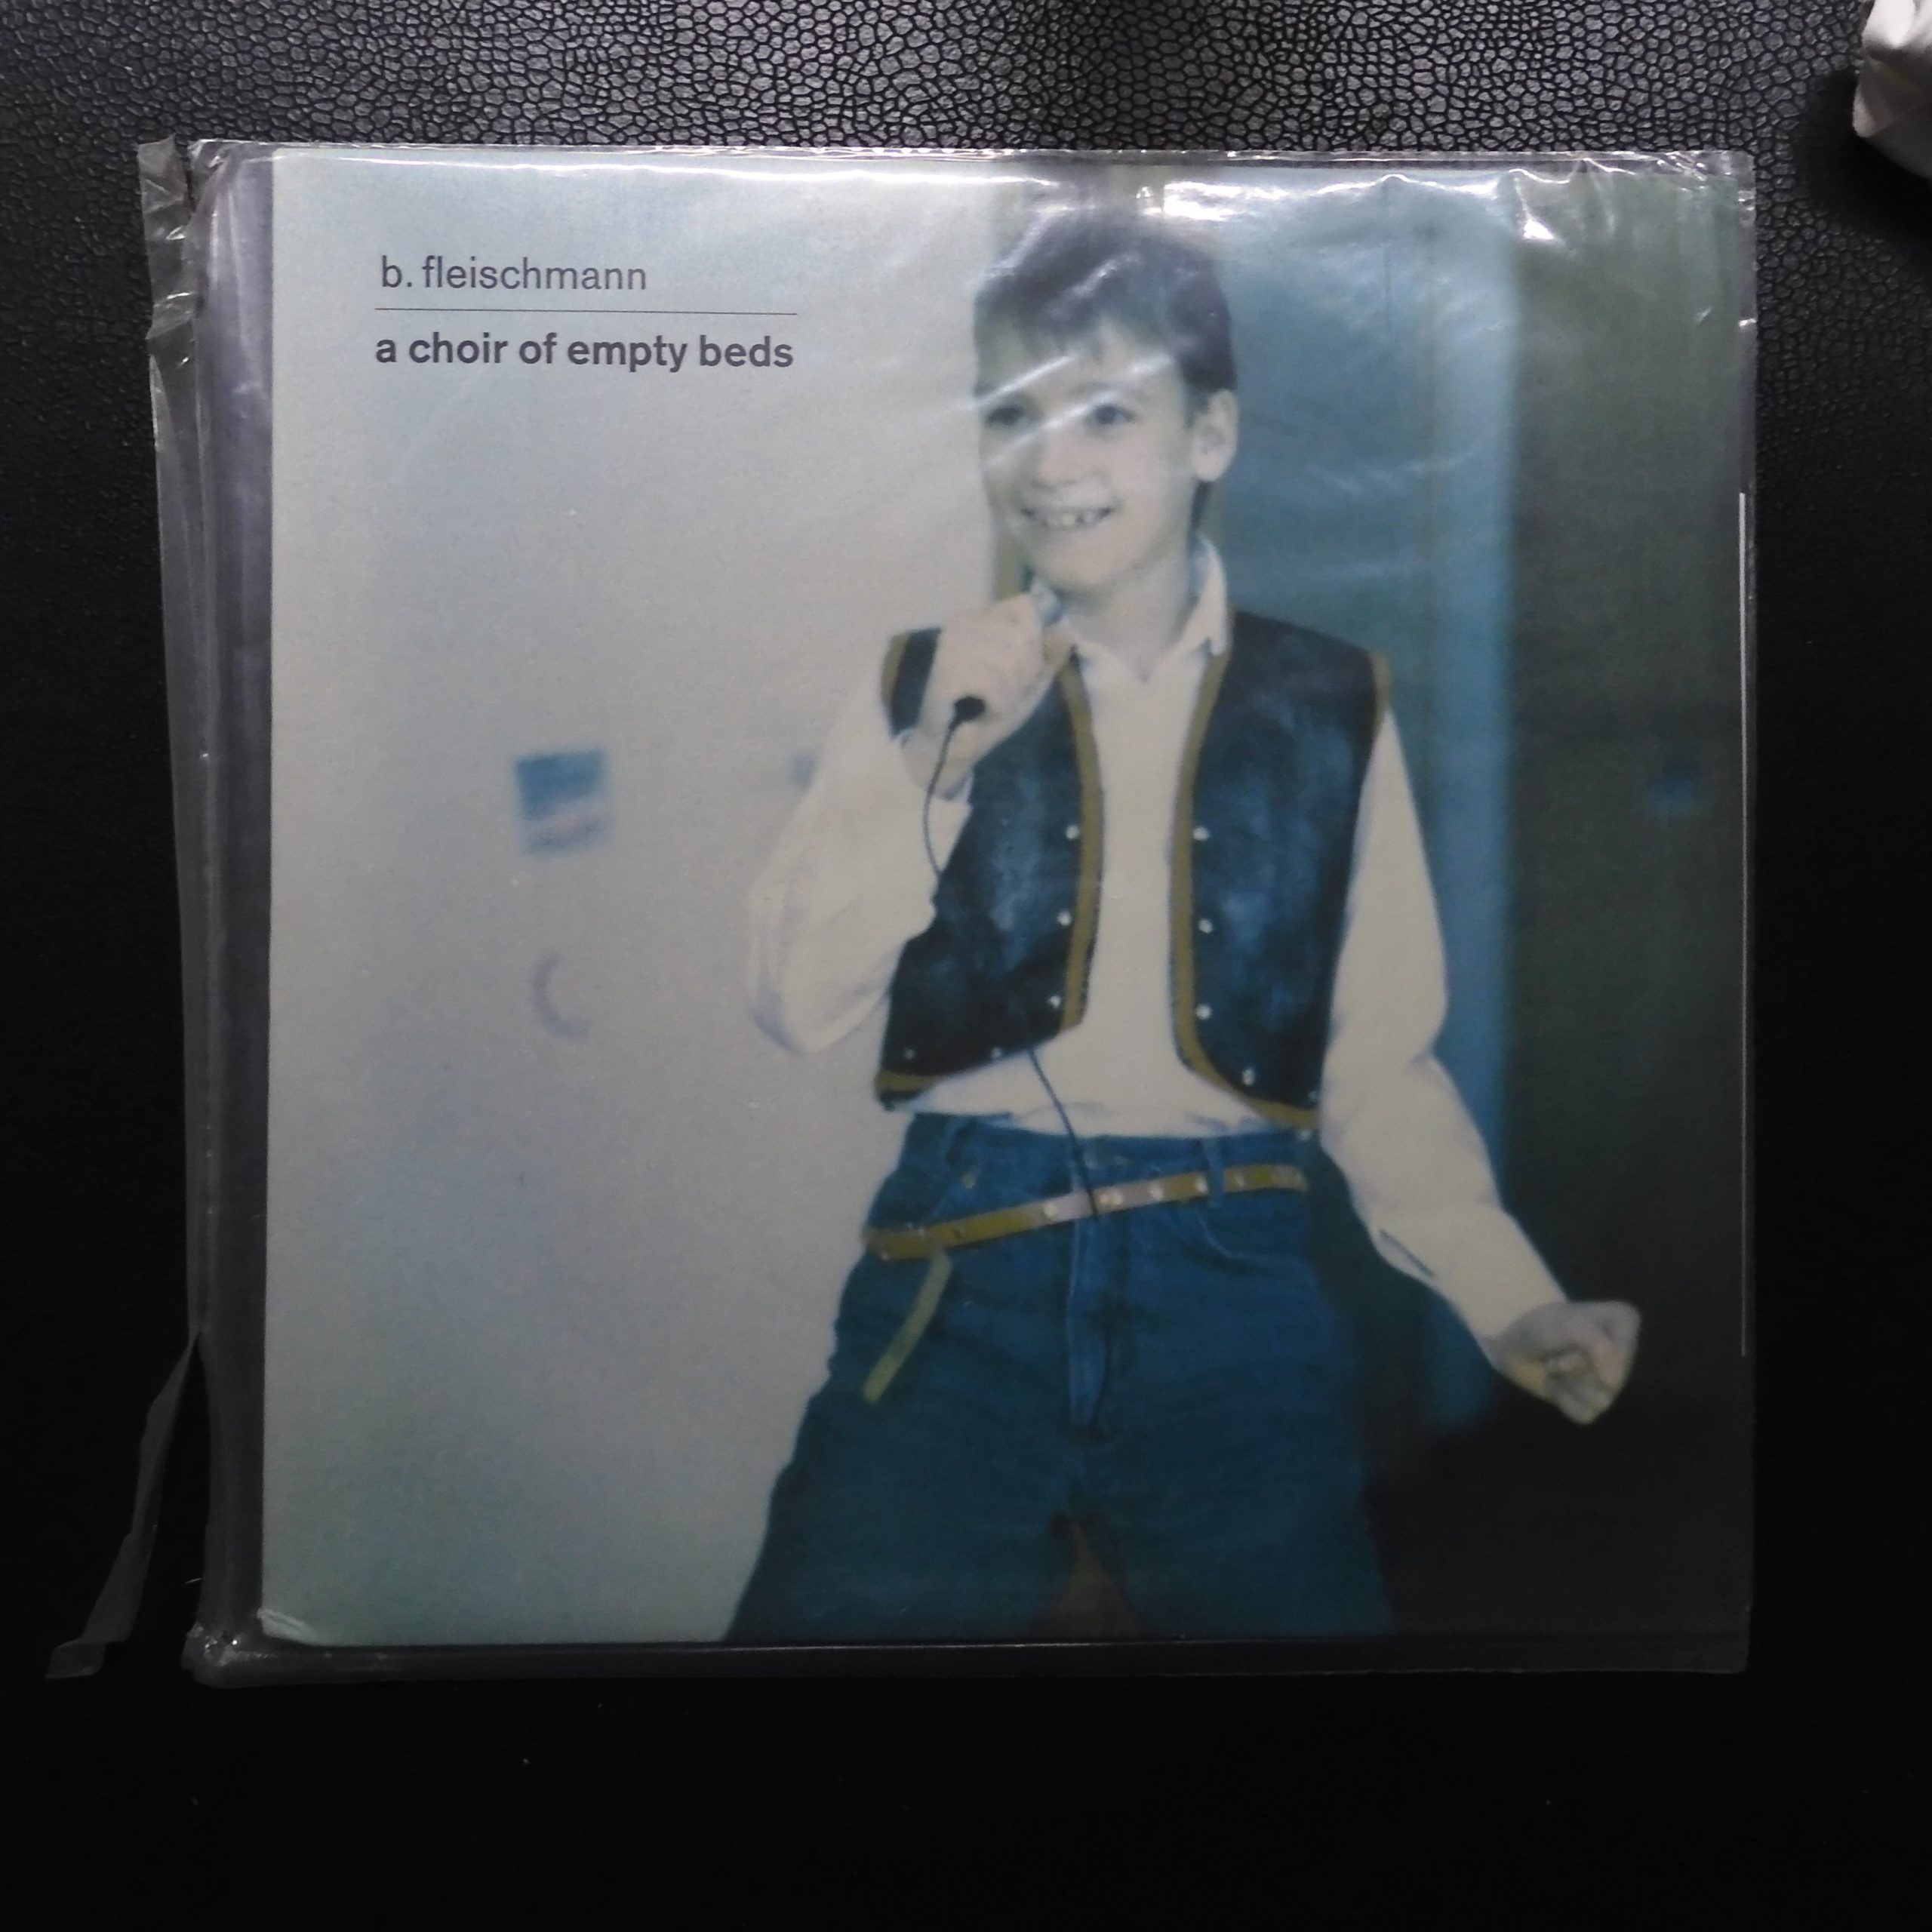 b. fleischmann
a choir of empty beds